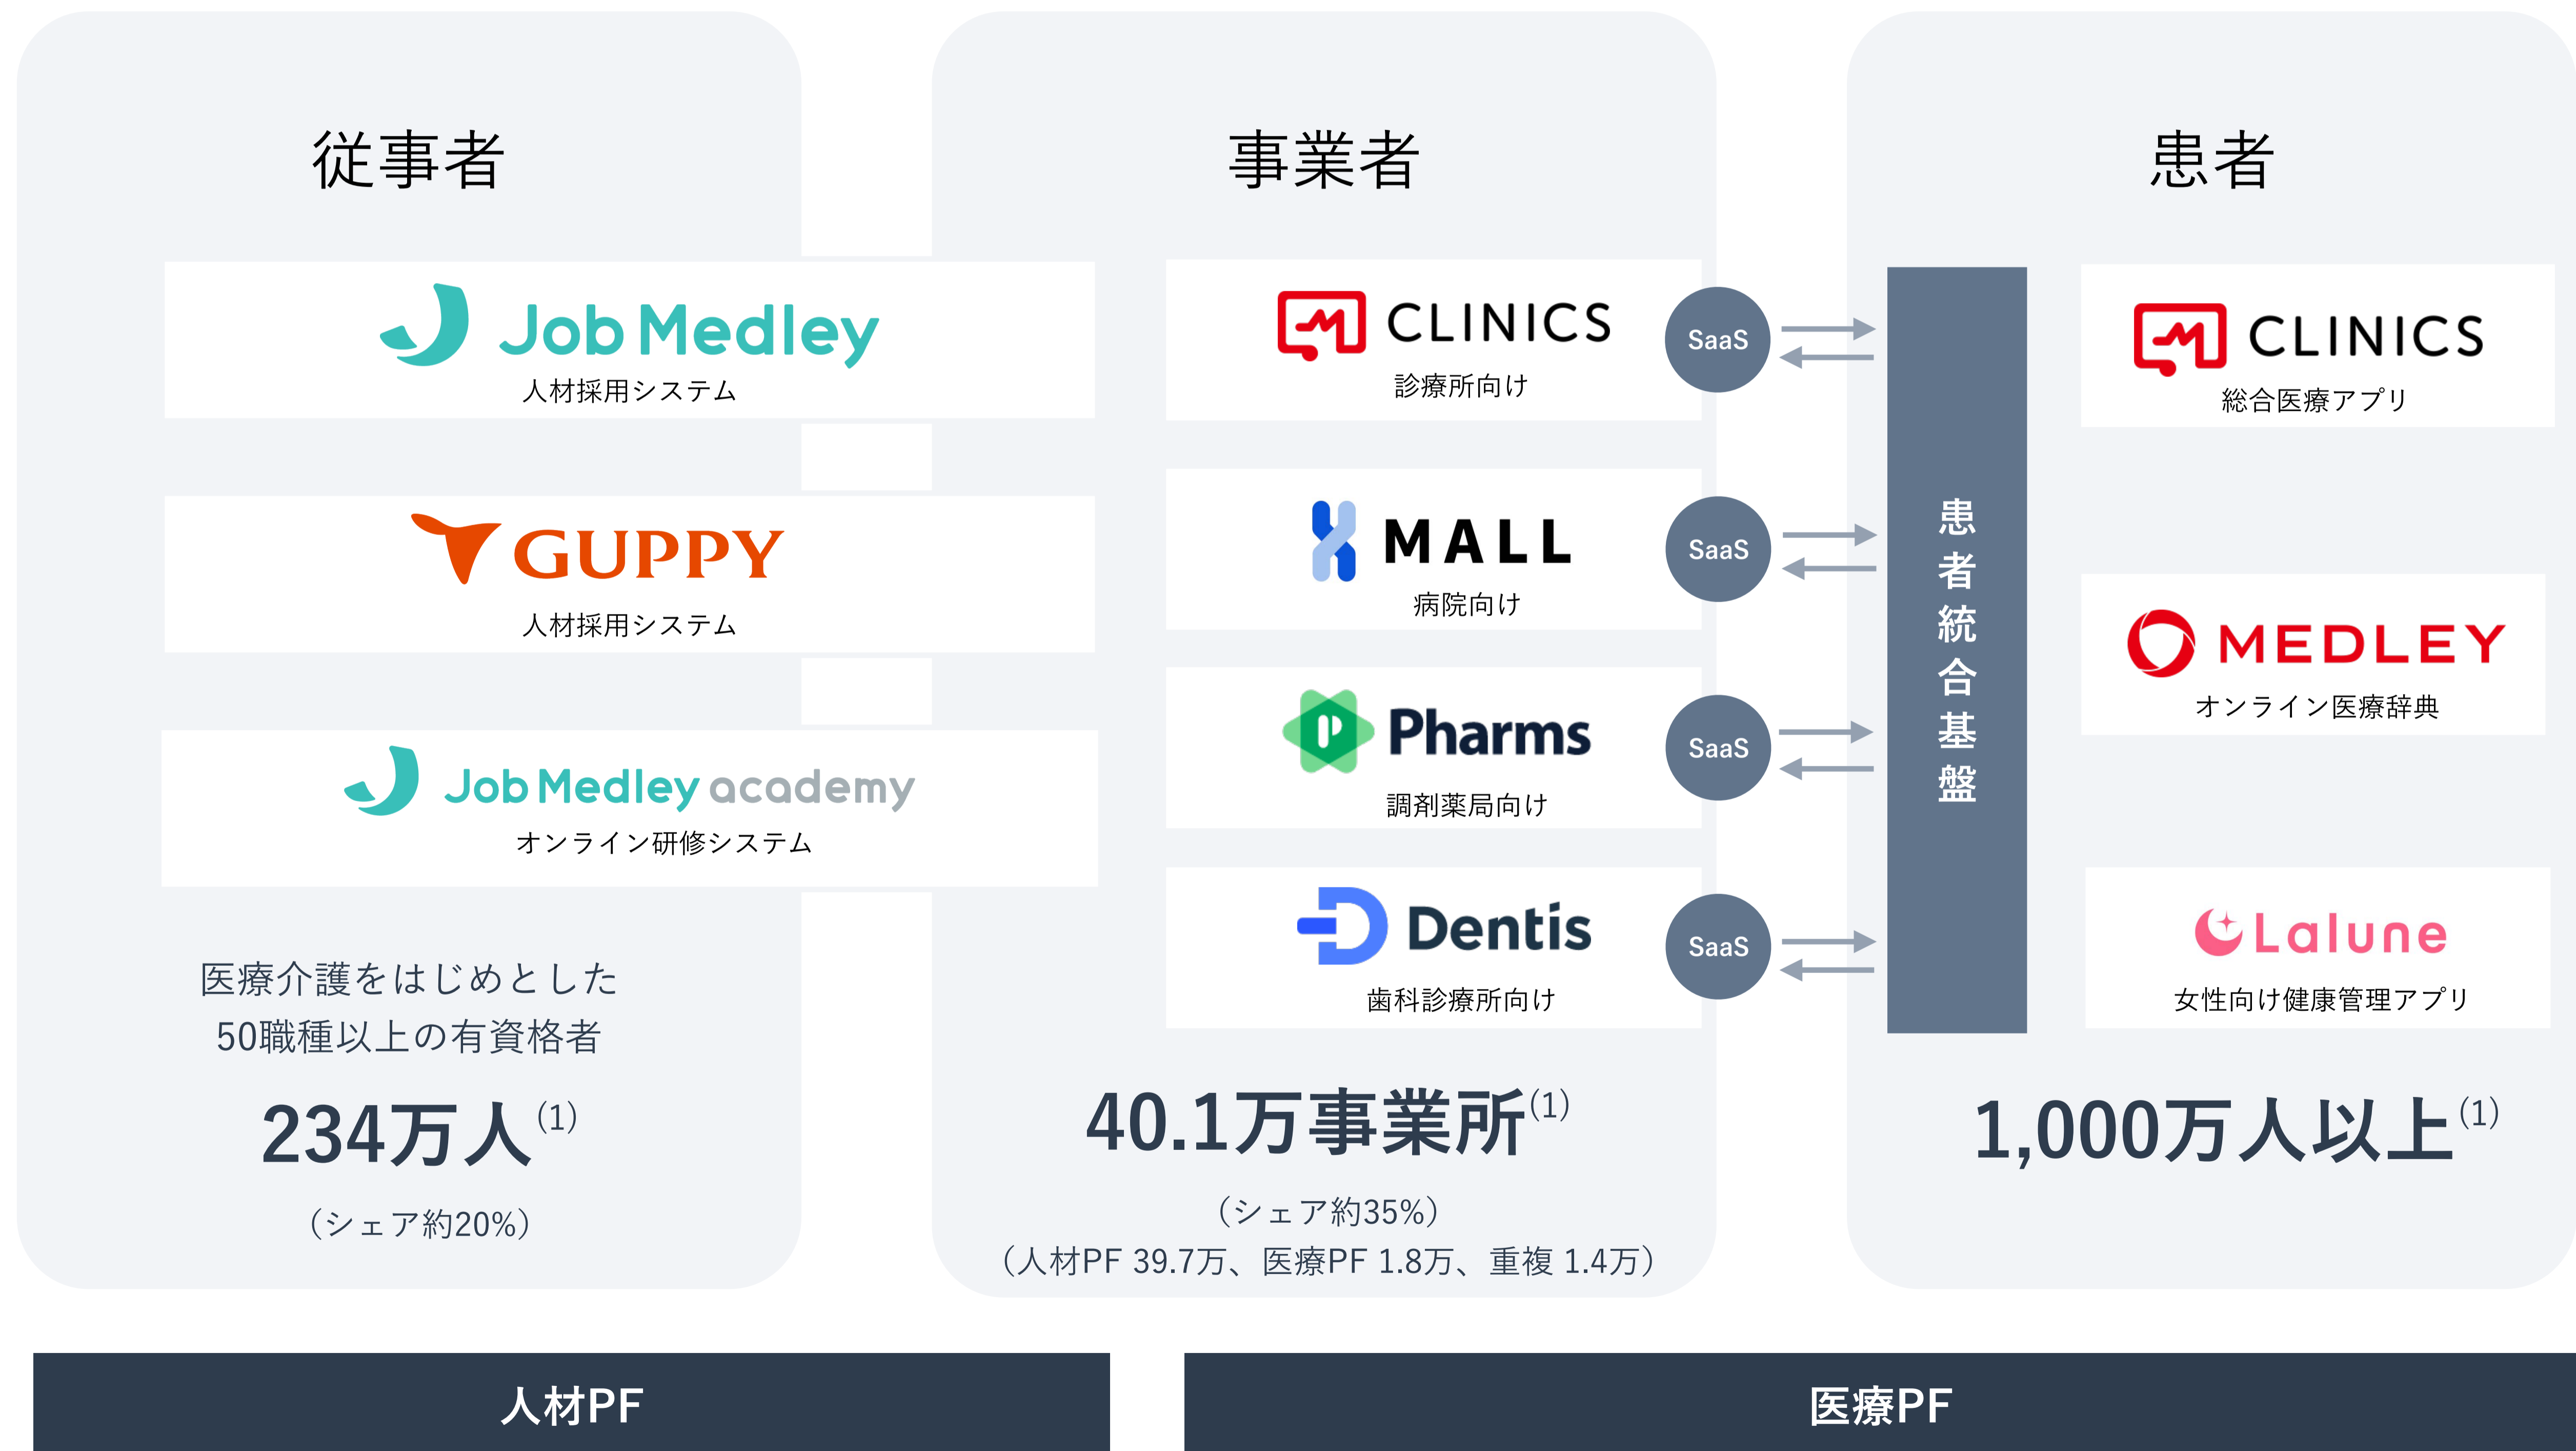 従事者
Job Medley
人材採用システム
GUPPY
人材採用システム
Job Medley academy
オンライン研修システム
医療介護をはじめとした
50職種以上の有資格者
234万人(1)
（シェア約20%）
事業者
CLINICS
診療所向け
SaaS
MALL
病院向け
SaaS
Pharms
調剤薬局向け
SaaS
Dentis
歯科診療所向け
SaaS
40.1万事業所(1)
（シェア約35%）
（人材PF 39.7万、医療PF 1.8万、重複 1.4万）
患者
患者統合基盤
CLINICS
総合医療アプリ
MEDLEY
オンライン医療辞典
Lalune
女性向け健康管理アプリ
1,000万人以上(1)
人材PF
医療PF